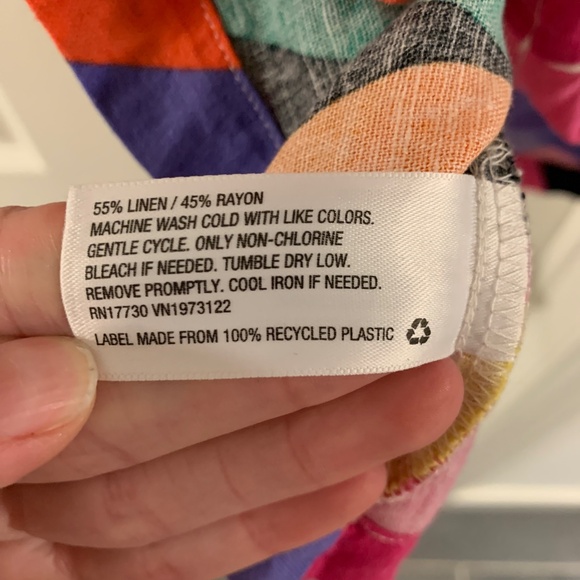 55% LINEN / 45% RAYON
MACHINE WASH COLD WITH LIKE COLORS.
GENTLE CYCLE. ONLY NON-CHLORINE
BLEACH IF NEEDED. TUMBLE DRY LOW.
REMOVE PROMPTLY. COOL IRON IF NEEDED.
RN17730 VN1973122
LABEL MADE FROM 100% RECYCLED PLASTIC